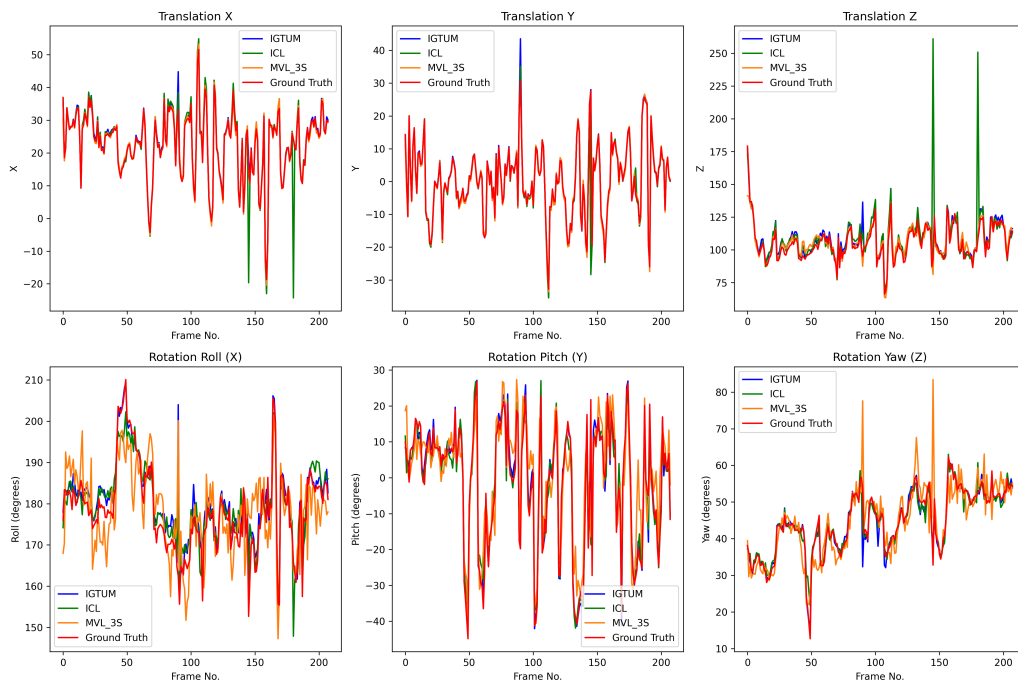 Translation X
Translation Y
Translation Z
50
40
30
20
10
0
−10
−20
X
0
50
100
150
200
Frame No.
IGTUM
ICL
MVL_3S
Ground Truth
40
30
20
10
0
−10
−20
−30
Y
0
50
100
150
200
Frame No.
IGTUM
ICL
MVL_3S
Ground Truth
250
225
200
175
150
125
100
75
Z
0
50
100
150
200
Frame No.
IGTUM
ICL
MVL_3S
Ground Truth
Rotation Roll (X)
Rotation Pitch (Y)
Rotation Yaw (Z)
210
200
190
180
170
160
150
Roll (degrees)
0
50
100
150
200
Frame No.
IGTUM
ICL
MVL_3S
Ground Truth
30
20
10
0
−10
−20
−30
−40
Pitch (degrees)
0
50
100
150
200
Frame No.
IGTUM
ICL
MVL_3S
Ground Truth
80
70
60
50
40
30
20
10
Yaw (degrees)
0
50
100
150
200
Frame No.
IGTUM
ICL
MVL_3S
Ground Truth